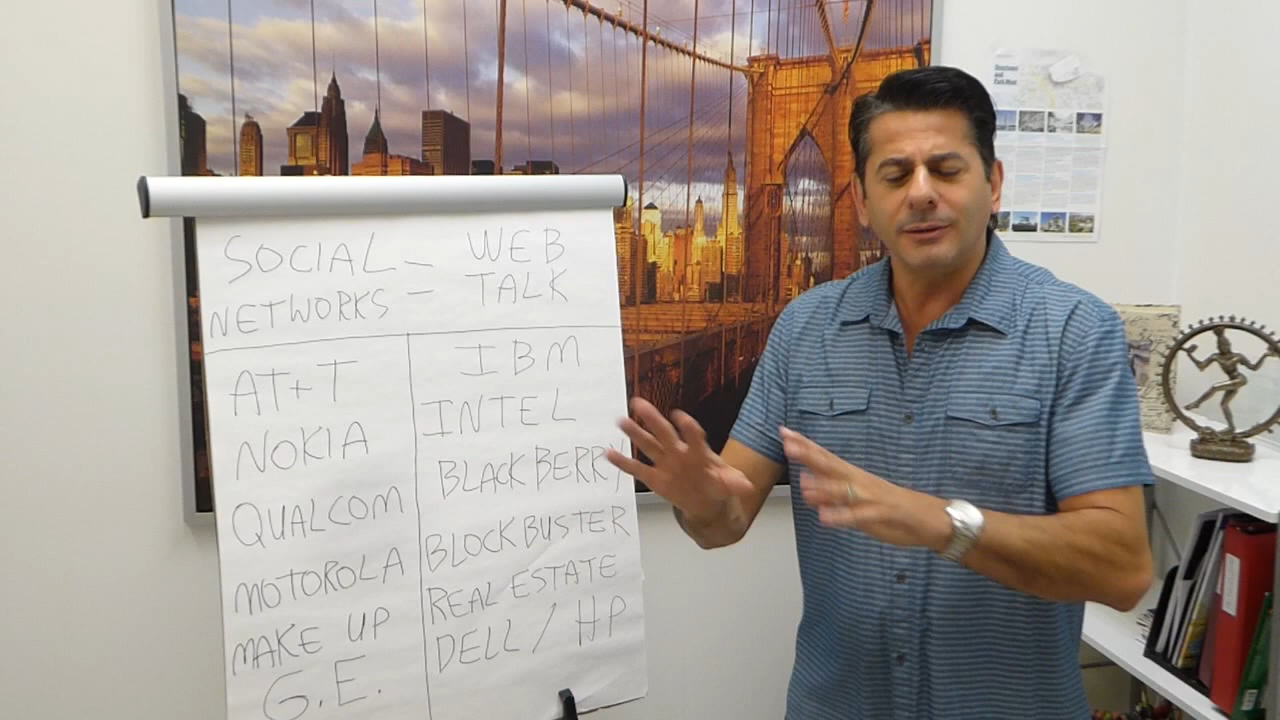 SOCIAL – WEB
NETWORKS – TALK
AT+T
NOKIA
QUALCOM
MOTOROLA
MAKE UP
G.E.
IBM
INTEL
BLACKBERRY
BLOCKBUSTER
REAL ESTATE
DELL / HP